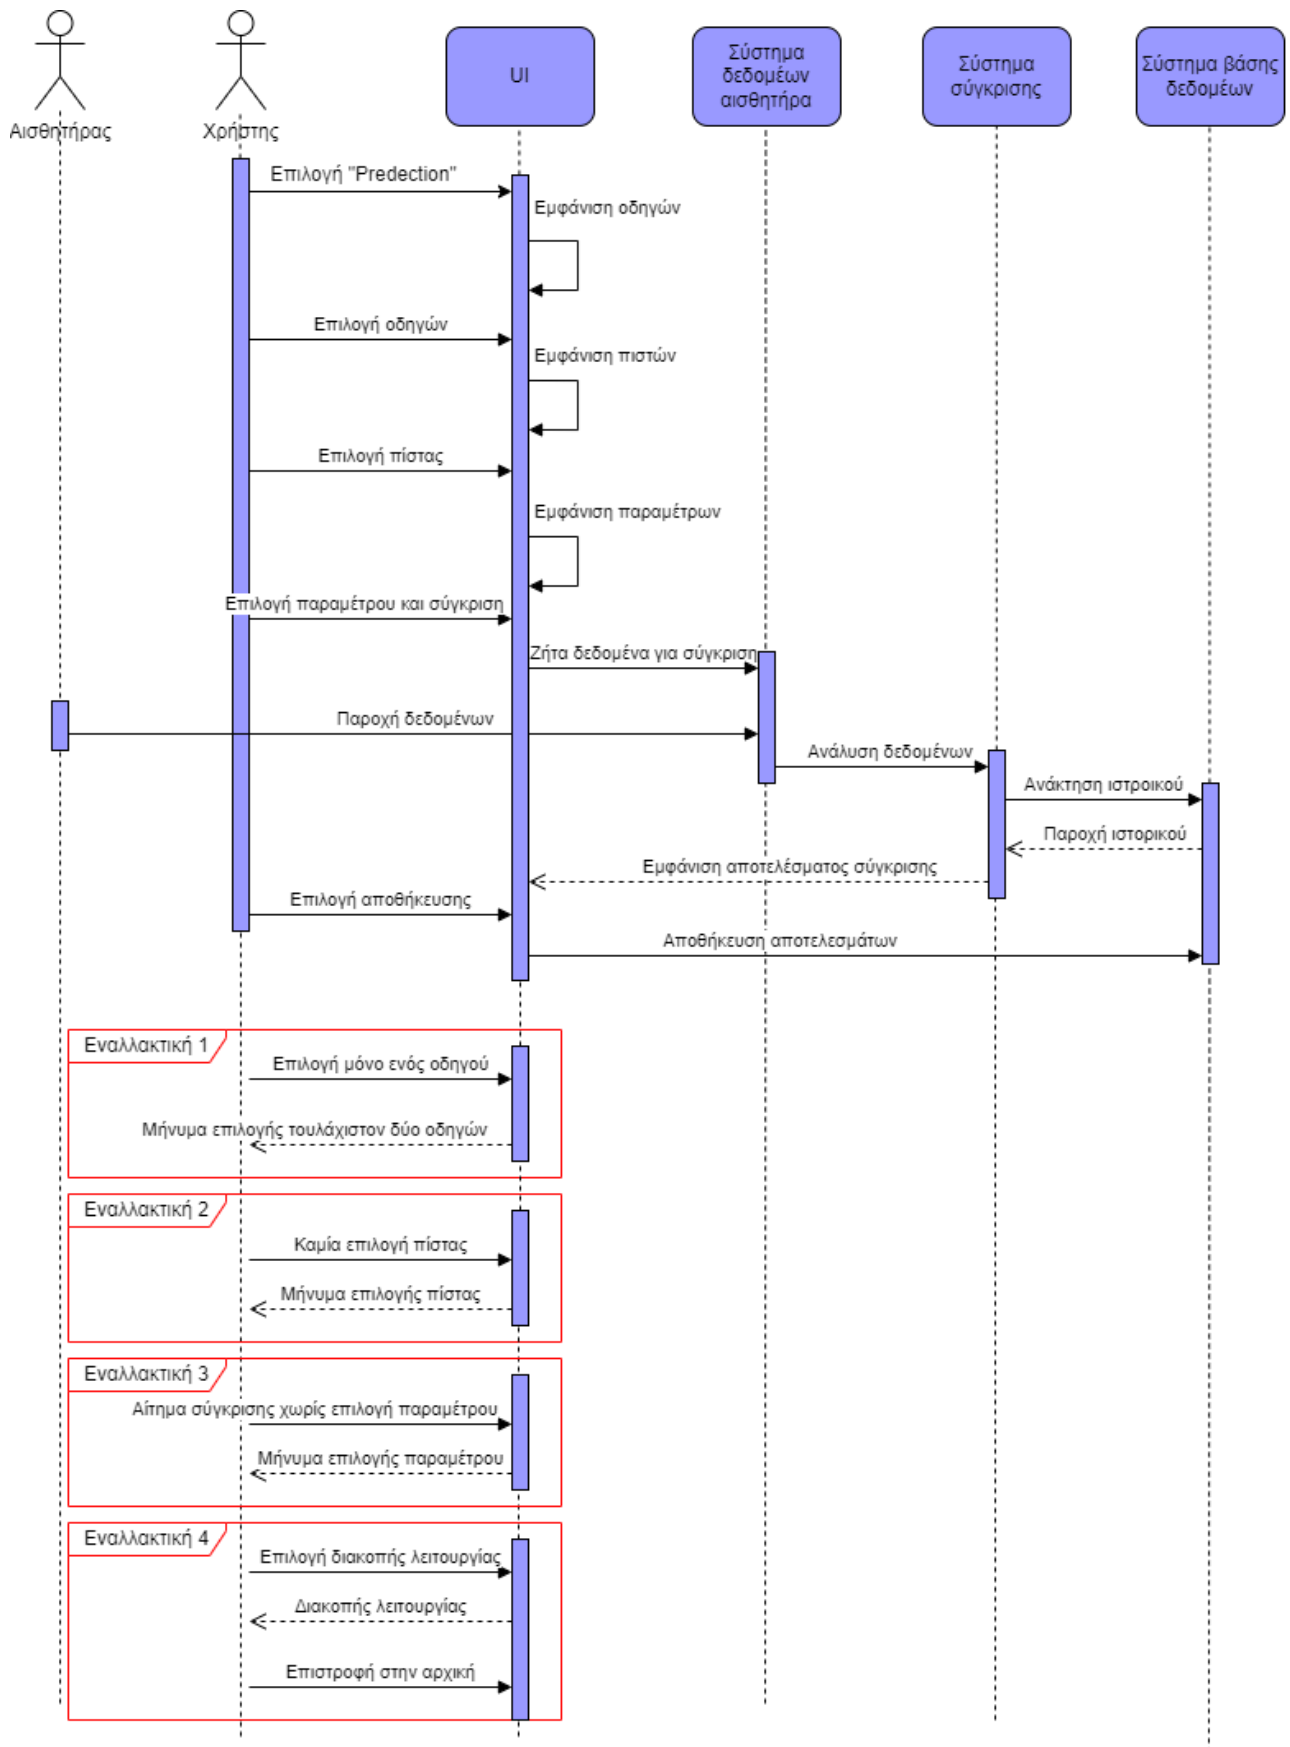 Αισθητήρας
Χρήστης
UI
Σύστημα
δεδομέων
αισθητήρα
Σύστημα
σύγκρισης
Σύστημα βάσης
δεδομέων
Επιλογή "Predection"
Εμφάνιση οδηγών
Επιλογή οδηγών
Εμφάνιση πιστών
Επιλογή πίστας
Εμφάνιση παραμέτρων
Επιλογή παραμέτρου και σύγκριση
Ζήτα δεδομένα για σύγκριση
Παροχή δεδομένων
Ανάλυση δεδομένων
Ανάκτηση ιστροικού
Παροχή ιστορικού
Εμφάνιση αποτελέσματος σύγκρισης
Επιλογή αποθήκευσης
Αποθήκευση αποτελεσμάτων
Εναλλακτική 1
Επιλογή μόνο ενός οδηγού
Μήνυμα επιλογής τουλάχιστον δύο οδηγών
Εναλλακτική 2
Καμία επιλογή πίστας
Μήνυμα επιλογής πίστας
Εναλλακτική 3
Αίτημα σύγκρισης χωρίς επιλογή παραμέτρου
Μήνυμα επιλογής παραμέτρου
Εναλλακτική 4
Επιλογή διακοπής λειτουργίας
Διακοπής λειτουργίας
Επιστροφή στην αρχική